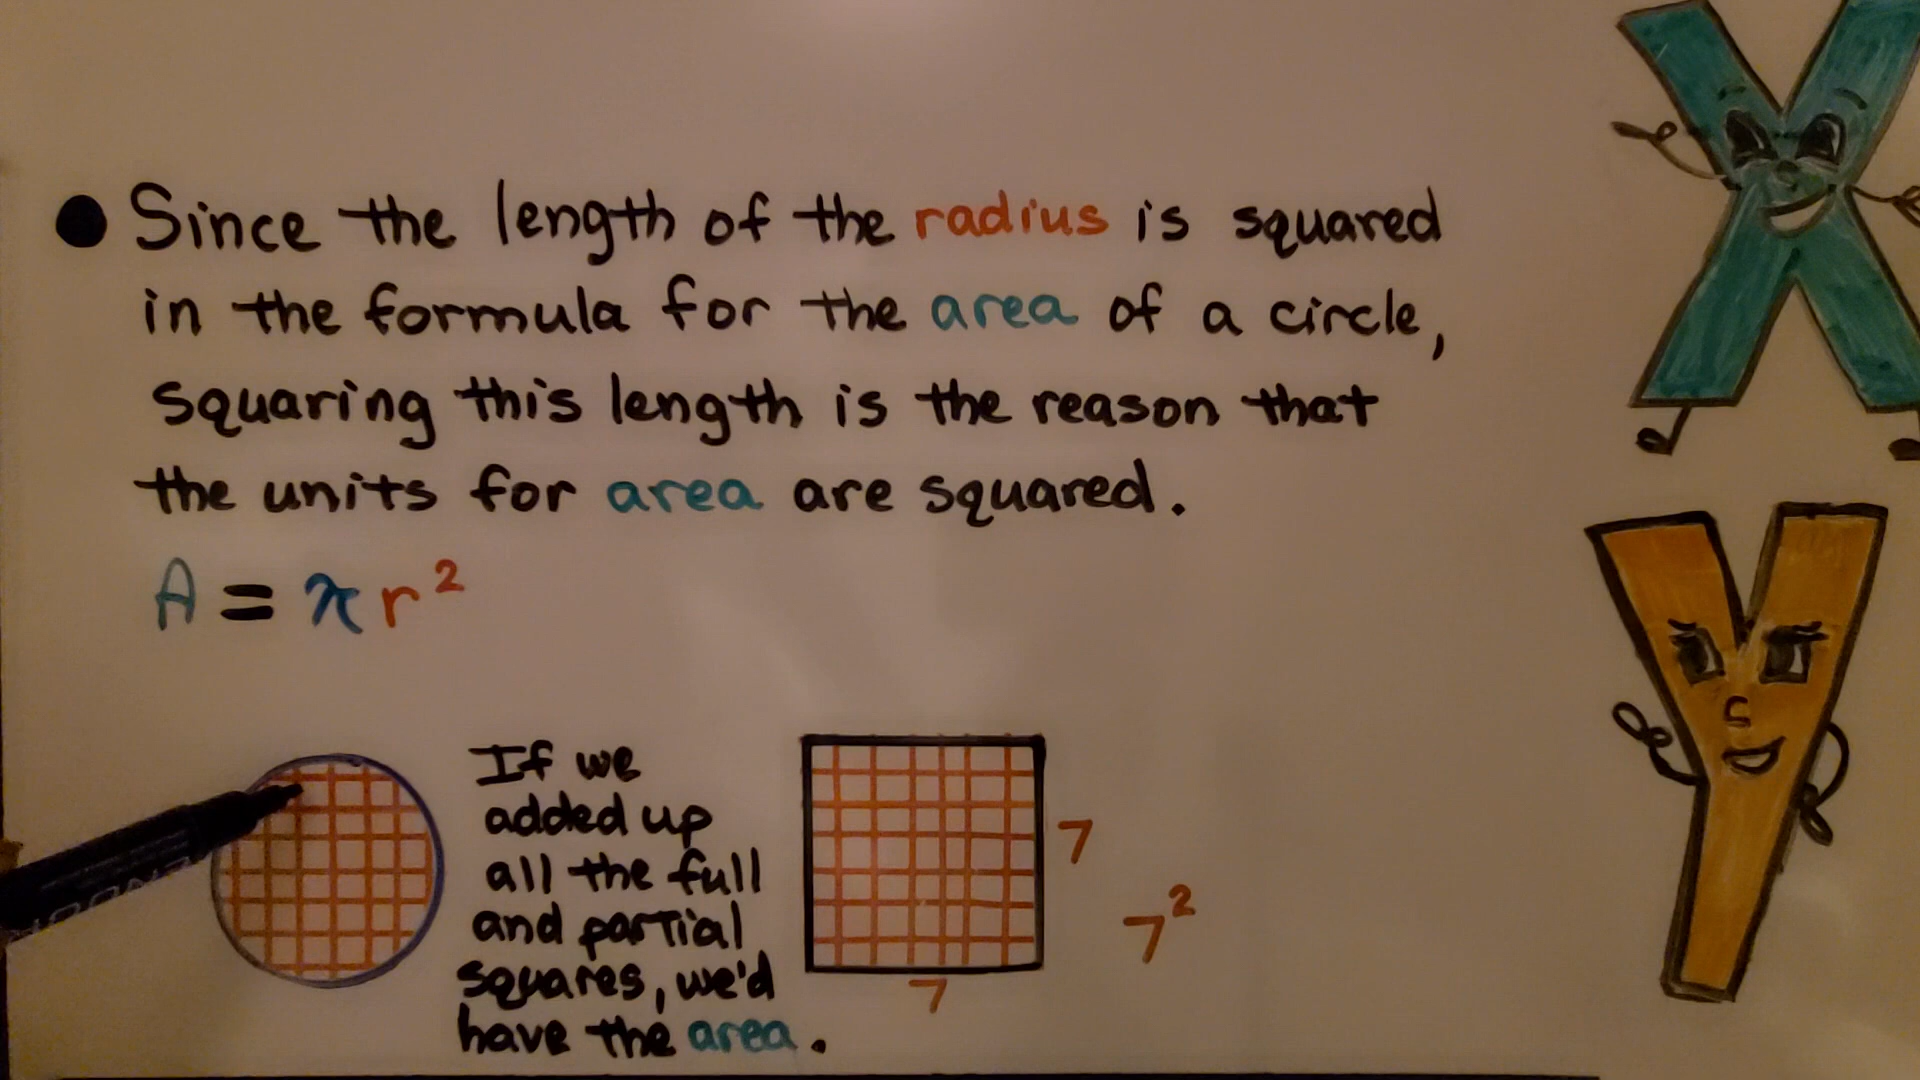 ● Since the length of the radius is squared
in the formula for the area of a circle,
squaring this length is the reason that
the units for area are squared.
A = π r²
If we
added up
all the full
and partial
squares, we'd
have the area.
7
7
7²
X
Y